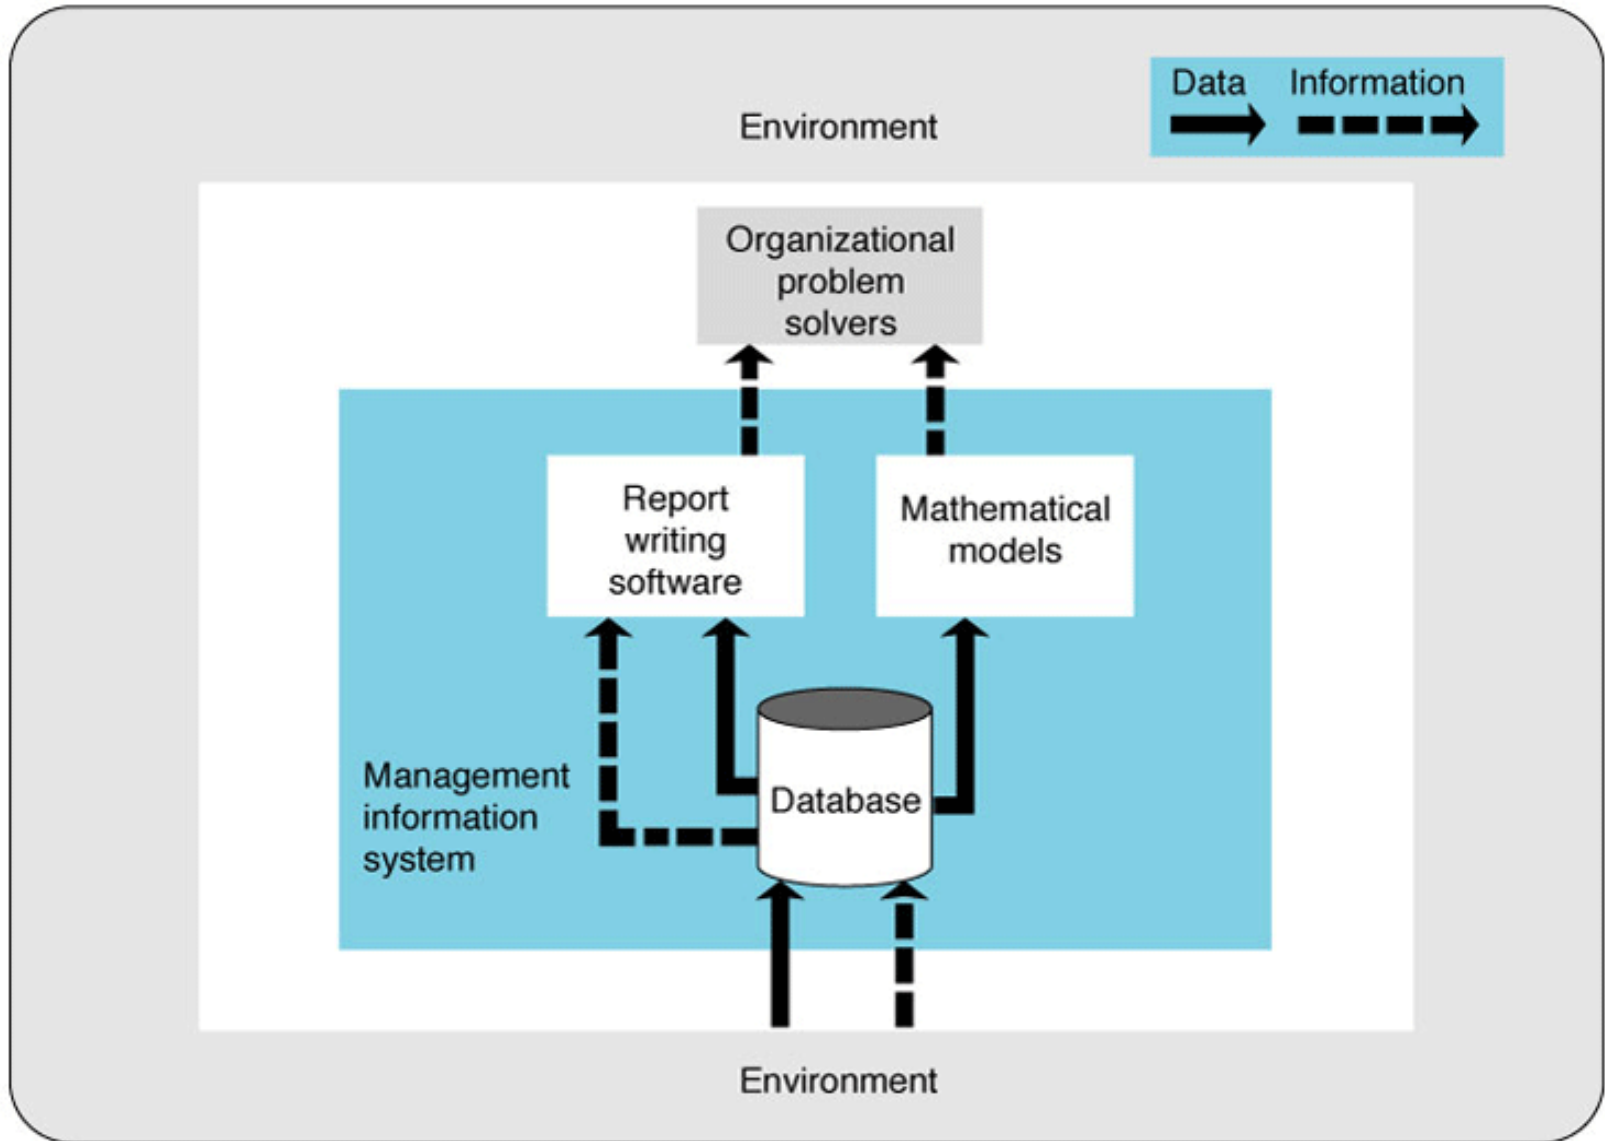 Data Information
Environment
Organizational
problem
solvers
Report
writing
software
Mathematical
models
Management
information
system
Database
Environment